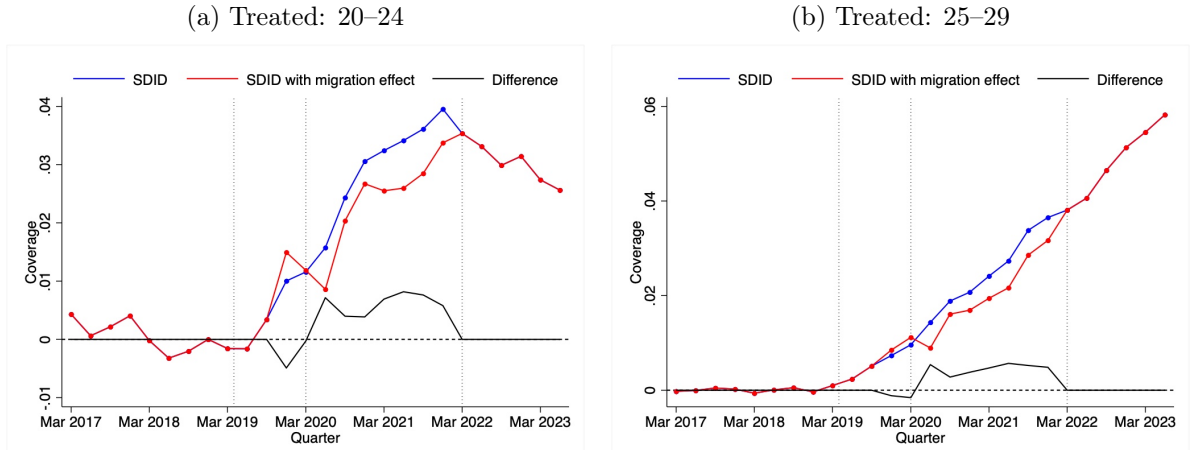 (a) Treated: 20–24
SDID
SDID with migration effect
Difference
Coverage
.04
.03
.02
.01
0
-.01
Mar 2017
Mar 2018
Mar 2019
Mar 2020
Mar 2021
Mar 2022
Mar 2023
Quarter
(b) Treated: 25–29
SDID
SDID with migration effect
Difference
Coverage
.06
.04
.02
0
Mar 2017
Mar 2018
Mar 2019
Mar 2020
Mar 2021
Mar 2022
Mar 2023
Quarter